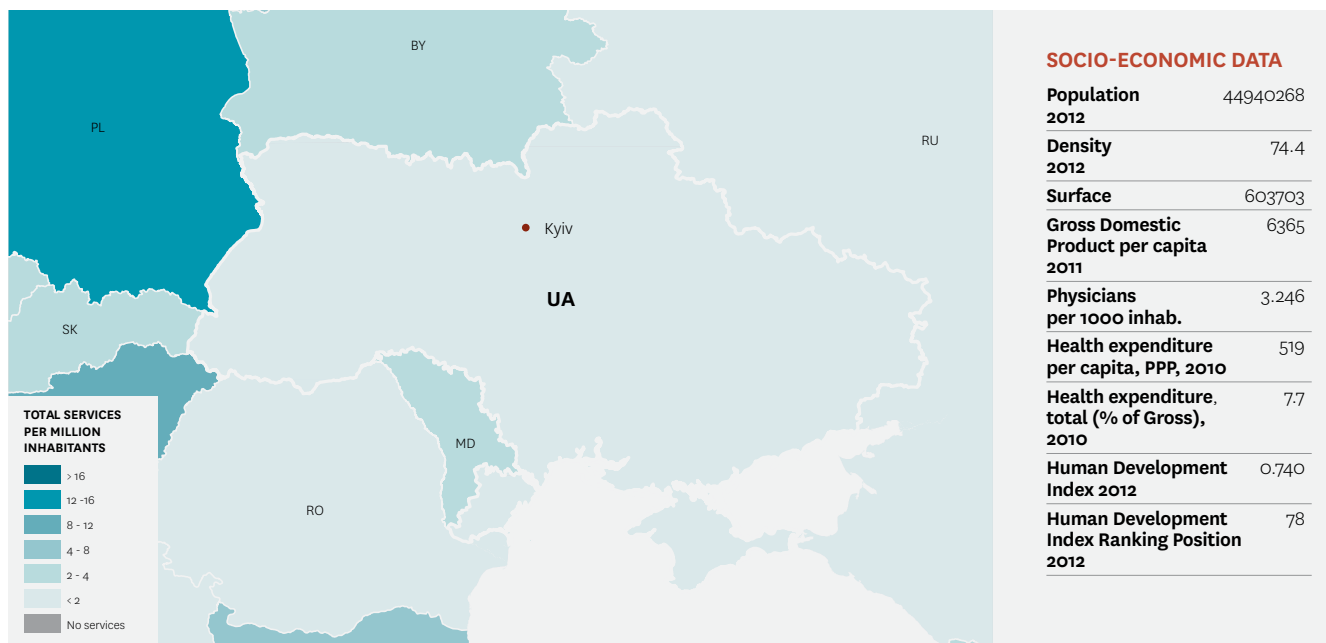 BY
PL
RU
Kyiv
UA
SK
MD
RO
TOTAL SERVICES
PER MILLION
INHABITANTS
> 16
12 -16
8 - 12
4 - 8
2 - 4
< 2
No services
SOCIO-ECONOMIC DATA
Population 44940268
2012
Density 74.4
2012
Surface 603703
Gross Domestic 6365
Product per capita
2011
Physicians 3.246
per 1000 inhab.
Health expenditure 519
per capita, PPP, 2010
Health expenditure, 7.7
total (% of Gross),
2010
Human Development 0.740
Index 2012
Human Development 78
Index Ranking Position
2012